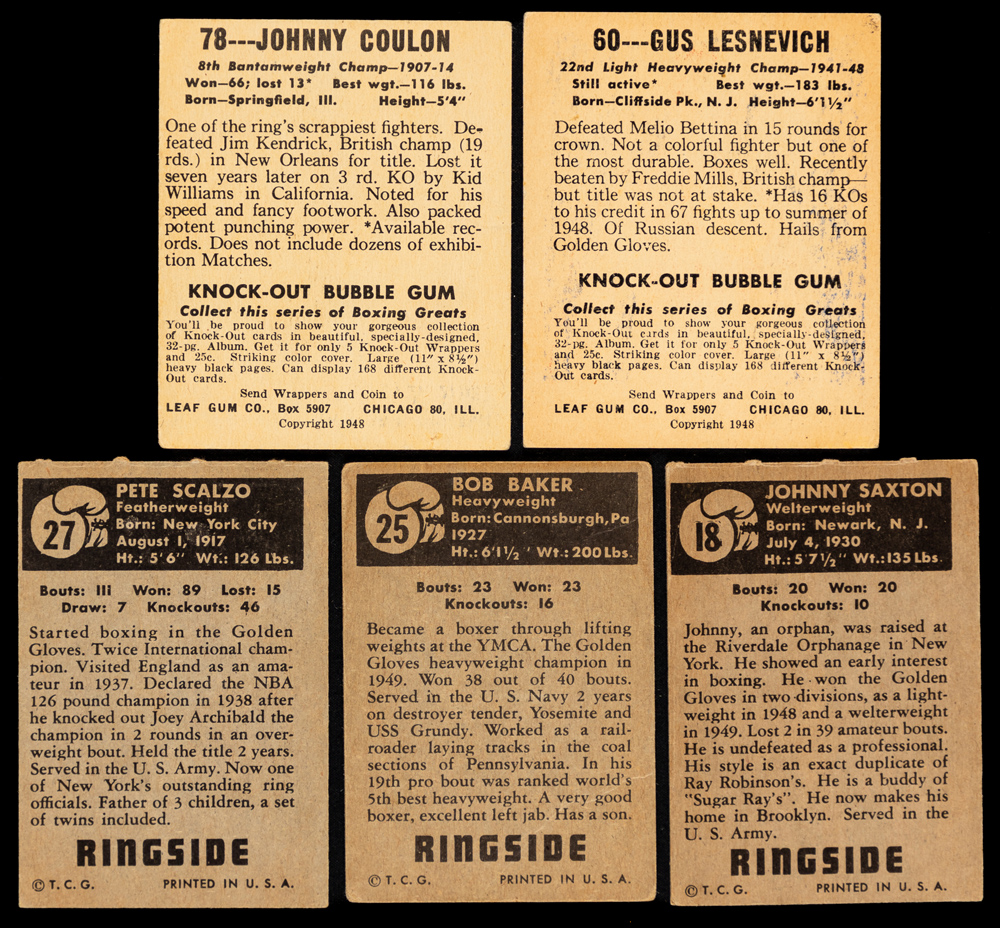 78---JOHNNY COULON
8th Bantamweight Champ—1907-14
Won—66; lost 13* Best wgt.—116 lbs.
Born—Springfield, Ill. Height—5'4"
One of the ring's scrappiest fighters. De-
feated Jim Kendrick, British champ (19
rds.) in New Orleans for title. Lost it
seven years later on 3 rd. KO by Kid
Williams in California. Noted for his
speed and fancy footwork. Also packed
potent punching power. *Available rec-
ords. Does not include dozens of exhibi-
tion Matches.
KNOCK-OUT BUBBLE GUM
Collect this series of Boxing Greats
You'll be proud to show your gorgeous collection
of Knock-Out cards in beautiful, specially-designed,
32-pg. Album. Get it for only 5 Knock-Out Wrappers
and 25c. Striking color cover. Large (11" x 8½")
heavy black pages. Can display 168 different Knock-
Out cards.
Send Wrappers and Coin to
LEAF GUM CO., Box 5907 CHICAGO 80, ILL.
Copyright 1948
60---GUS LESNEVICH
22nd Light Heavyweight Champ—1941-48
Still active* Best wgt.—183 lbs.
Born—Cliffside Pk., N. J. Height—6'1½"
Defeated Melio Bettina in 15 rounds for
crown. Not a colorful fighter but one of
the most durable. Boxes well. Recently
beaten by Freddie Mills, British champ—
but title was not at stake. *Has 16 KOs
to his credit in 67 fights up to summer of
1948. Of Russian descent. Hails from
Golden Gloves.
KNOCK-OUT BUBBLE GUM
Collect this series of Boxing Greats
You'll be proud to show your gorgeous collection
of Knock-Out cards in beautiful, specially-designed,
32-pg. Album. Get it for only 5 Knock-Out Wrappers
and 25c. Striking color cover. Large (11" x 8½")
heavy black pages. Can display 168 different Knock-
Out cards.
Send Wrappers and Coin to
LEAF GUM CO., Box 5907 CHICAGO 80, ILL.
Copyright 1948
27
PETE SCALZO
Featherweight
Born: New York City
August 1, 1917
Ht.: 5'6" Wt.: 126 Lbs.
Bouts: 111 Won: 89 Lost: 15
Draw: 7 Knockouts: 46
Started boxing in the Golden
Gloves. Twice International cham-
pion. Visited England as an ama-
teur in 1937. Declared the NBA
126 pound champion in 1938 after
he knocked out Joey Archibald the
champion in 2 rounds in an over-
weight bout. Held the title 2 years.
Served in the U. S. Army. Now one
of New York's outstanding ring
officials. Father of 3 children, a set
of twins included.
RINGSIDE
© T. C. G. PRINTED IN U. S. A.
25
BOB BAKER
Heavyweight
Born: Cannonsburgh, Pa
1927
Ht.: 6'1½' Wt.: 200 Lbs.
Bouts: 23 Won: 23
Knockouts: 16
Became a boxer through lifting
weights at the YMCA. The Golden
Gloves heavyweight champion in
1949. Won 38 out of 40 bouts.
Served in the U. S. Navy 2 years
on destroyer tender, Yosemite and
USS Grundy. Worked as a rail-
roader laying tracks in the coal
sections of Pennsylvania. In his
19th pro bout was ranked world's
5th best heavyweight. A very good
boxer, excellent left jab. Has a son.
RINGSIDE
© T. C. G. PRINTED IN U. S. A.
18
JOHNNY SAXTON
Welterweight
Born: Newark, N. J.
July 4, 1930
Ht.: 5'7½" Wt.: 135 Lbs.
Bouts: 20 Won: 20
Knockouts: 10
Johnny, an orphan, was raised at
the Riverdale Orphanage in New
York. He showed an early interest
in boxing. He won the Golden
Gloves in two divisions, as a light-
weight in 1948 and a welterweight
in 1949. Lost 2 in 39 amateur bouts.
He is undefeated as a professional.
His style is an exact duplicate of
Ray Robinson's. He is a buddy of
"Sugar Ray's". He now makes his
home in Brooklyn. Served in the
U. S. Army.
RINGSIDE
© T. C. G. PRINTED IN U. S. A.